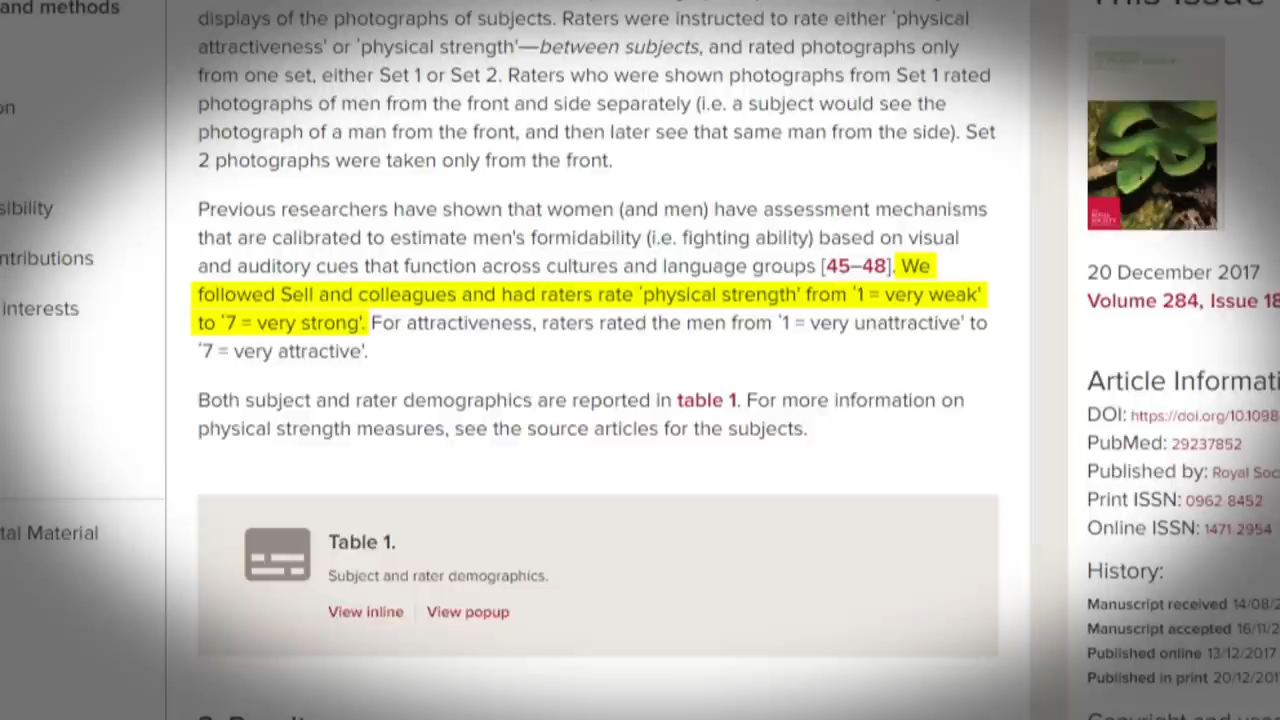 and methods
on
sibility
ntributions
interests
tal Material
displays of the photographs of subjects. Raters were instructed to rate either 'physical
attractiveness' or 'physical strength'—between subjects, and rated photographs only
from one set, either Set 1 or Set 2. Raters who were shown photographs from Set 1 rated
photographs of men from the front and side separately (i.e. a subject would see the
photograph of a man from the front, and then later see that same man from the side). Set
2 photographs were taken only from the front.
Previous researchers have shown that women (and men) have assessment mechanisms
that are calibrated to estimate men's formidability (i.e. fighting ability) based on visual
and auditory cues that function across cultures and language groups [45–48]. We
followed Sell and colleagues and had raters rate 'physical strength' from '1 = very weak'
to '7 = very strong'. For attractiveness, raters rated the men from '1 = very unattractive' to
'7 = very attractive'.
Both subject and rater demographics are reported in table 1. For more information on
physical strength measures, see the source articles for the subjects.
Table 1.
Subject and rater demographics.
View inline View popup
This Issue
20 December 2017
Volume 284, Issue 18
Article Informati
DOI: https://doi.org/10.1098
PubMed: 29237852
Published by: Royal Soc
Print ISSN: 0962 8452
Online ISSN: 1471 2954
History:
Manuscript received 14/08/2
Manuscript accepted 16/11/2
Published online 13/12/2017
Published in print 20/12/201